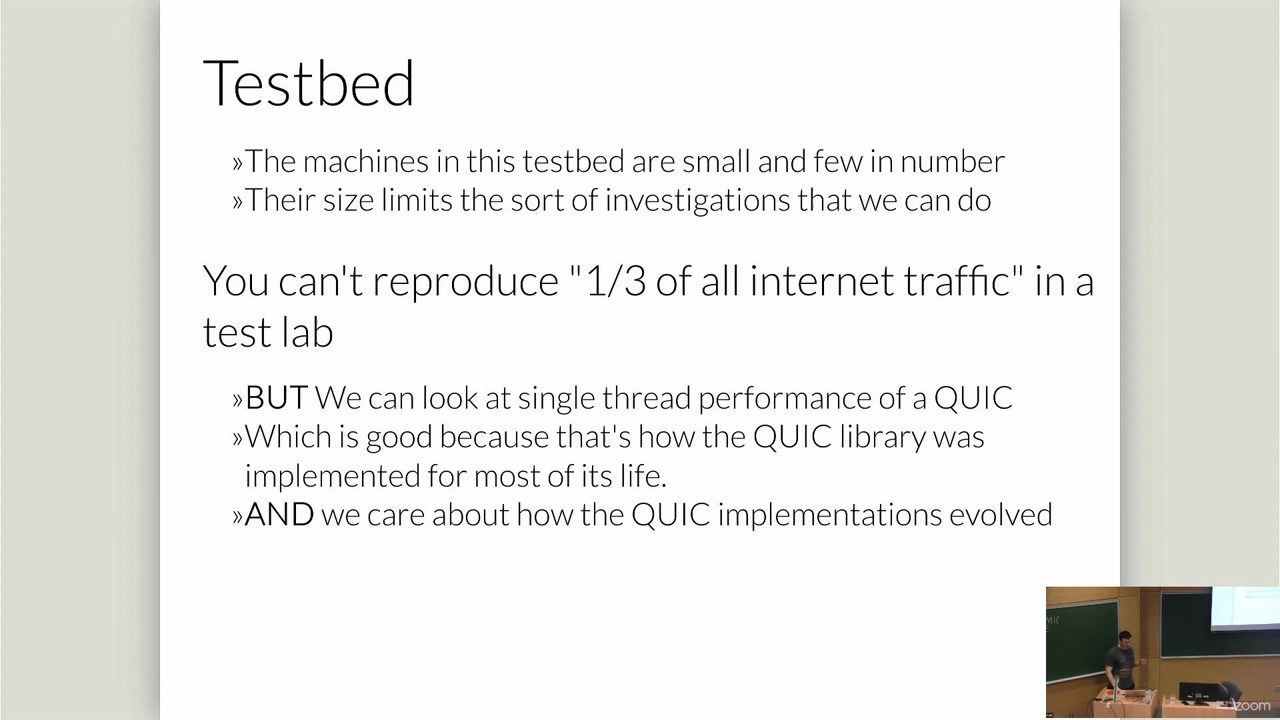 Testbed
»The machines in this testbed are small and few in number
»Their size limits the sort of investigations that we can do
You can't reproduce "1/3 of all internet traffic" in a
test lab
»BUT We can look at single thread performance of a QUIC
»Which is good because that's how the QUIC library was
implemented for most of its life.
»AND we care about how the QUIC implementations evolved
zoom